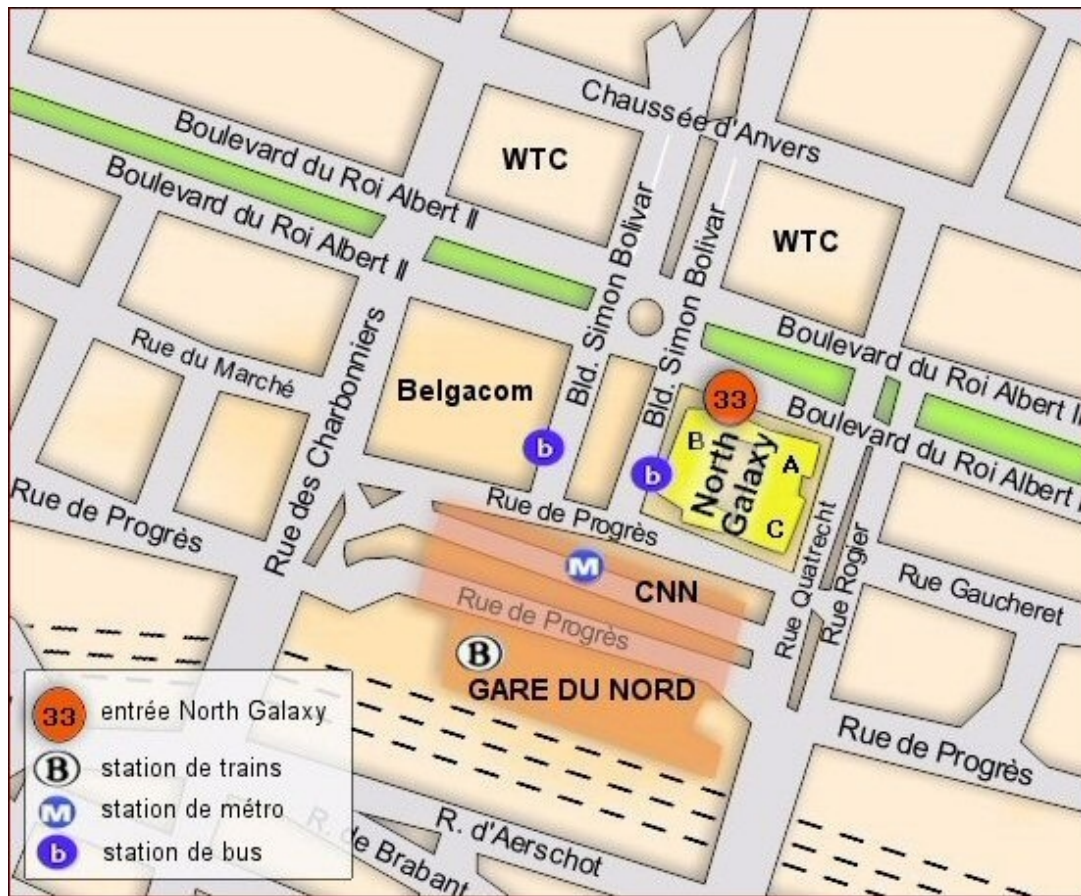 Chaussée d'Anvers
Boulevard du Roi Albert II
WTC
Boulevard du Roi Albert II
Bld. Simon Bolivar
Bld. Simon Bolivar
WTC
Rue du Marché
Belgacom
Rue des Charbonniers
33
Boulevard du Roi Albert II
Boulevard du Roi Albert I
b
b
B
A
C
North
Galaxy
Rue de Progrès
Rue de Progrès
M
CNN
Rue Quatrecht
Rue Rogier
Rue Gaucheret
Rue de Progrès
B
GARE DU NORD
Rue de Progrès
R. d'Aerschot
R. de Brabant
33 entrée North Galaxy
B station de trains
M station de métro
b station de bus